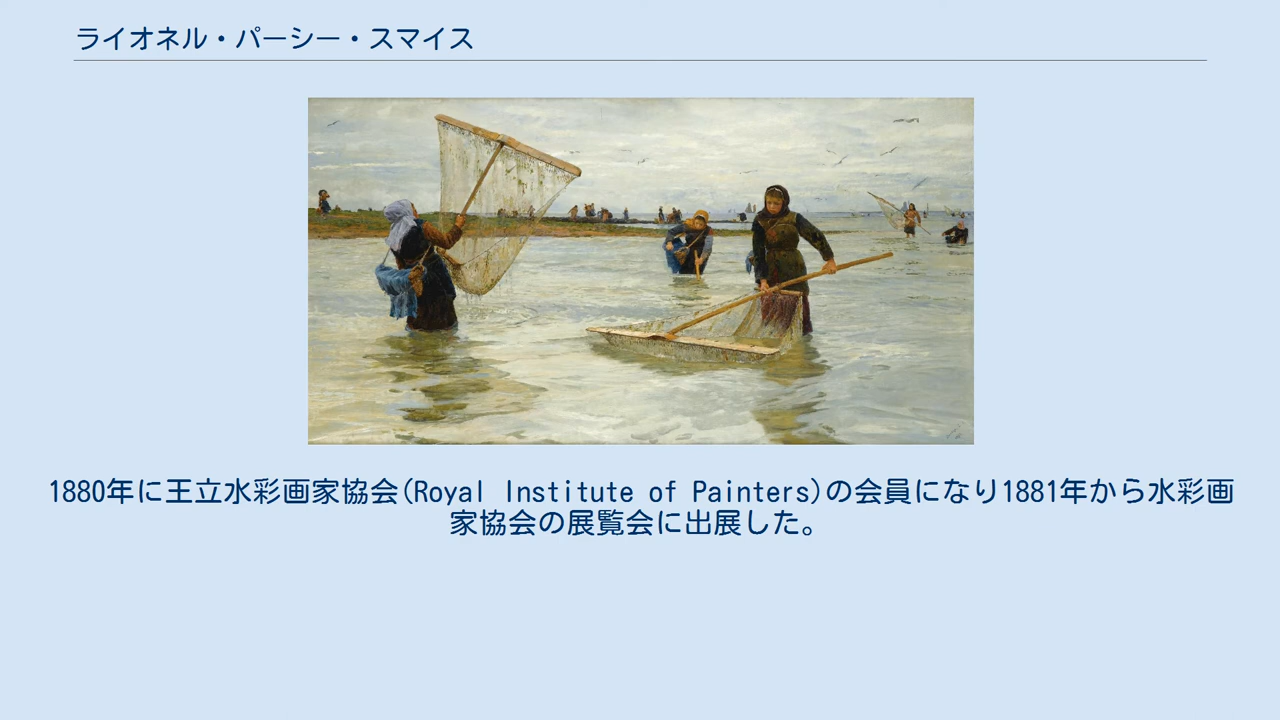 ライオネル・パーシー・スマイス
1880年に王立水彩画家協会(Royal Institute of Painters)の会員になり1881年から水彩画
家協会の展覧会に出展した。